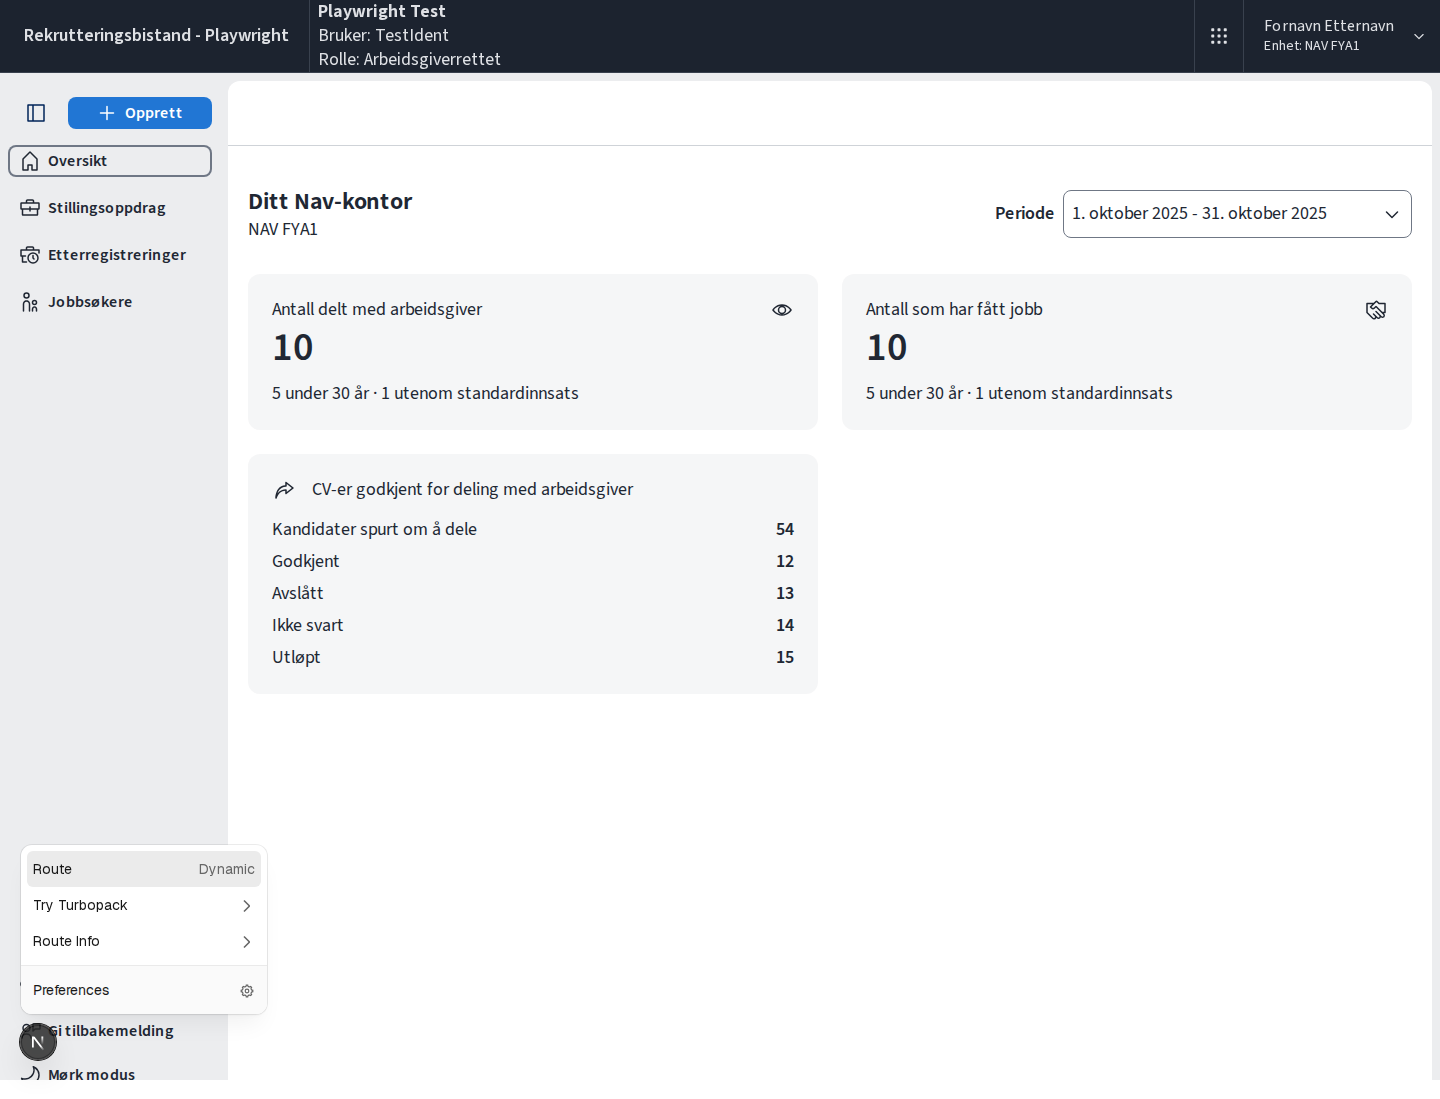 Rekrutteringsbistand - Playwright
Playwright Test
Bruker: TestIdent
Rolle: Arbeidsgiverrettet
Fornavn Etternavn
Enhet: NAV FYA1
Opprett
Oversikt
Stillingsoppdrag
Etterregistreringer
Jobbsøkere
Ditt Nav-kontor
NAV FYA1
Periode
1. oktober 2025 - 31. oktober 2025
Antall delt med arbeidsgiver
10
5 under 30 år · 1 utenom standardinnsats
Antall som har fått jobb
10
5 under 30 år · 1 utenom standardinnsats
CV-er godkjent for deling med arbeidsgiver
Kandidater spurt om å dele 54
Godkjent 12
Avslått 13
Ikke svart 14
Utløpt 15
Route Dynamic
Try Turbopack
Route Info
Preferences
Gi tilbakemelding
N
Mørk modus